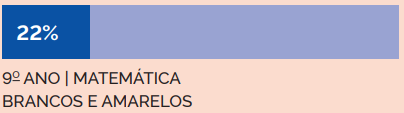 22%
9º ANO | MATEMÁTICA
BRANCOS E AMARELOS